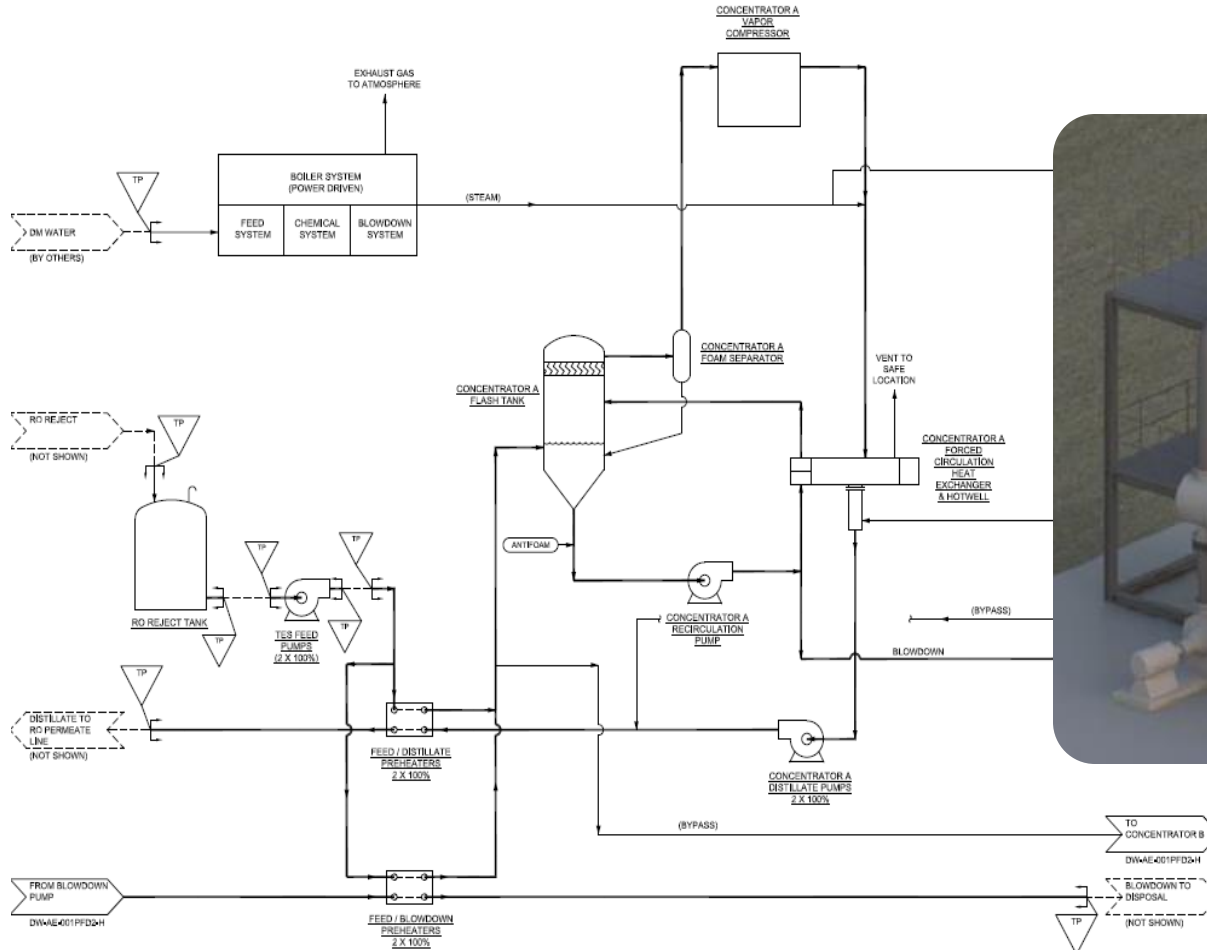 CONCENTRATOR A
VAPOR
COMPRESSOR
EXHAUST GAS
TO ATMOSPHERE
TP
BOILER SYSTEM
(POWER DRIVEN)
(STEAM)
FEED
SYSTEM
CHEMICAL
SYSTEM
BLOWDOWN
SYSTEM
DM WATER
(BY OTHERS)
CONCENTRATOR A
FOAM SEPARATOR
VENT TO
SAFE
LOCATION
CONCENTRATOR A
FLASH TANK
RO REJECT
(NOT SHOWN)
TP
CONCENTRATOR A
FORCED
CIRCULATION
HEAT
EXCHANGER
& HOTWELL
ANTIFOAM
TP
TP
RO REJECT TANK
TP
TES FEED
PUMPS
(2 X 100%)
TP
CONCENTRATOR A
RECIRCULATION
PUMP
(BYPASS)
BLOWDOWN
TP
DISTILLATE TO
RO PERMEATE
LINE
(NOT SHOWN)
FEED / DISTILLATE
PREHEATERS
2 X 100%
CONCENTRATOR A
DISTILLATE PUMPS
2 X 100%
(BYPASS)
TO
CONCENTRATOR B
DW-AE-001PFD2-H
FROM BLOWDOWN
PUMP
DW-AE-001PFD2-H
FEED / BLOWDOWN
PREHEATERS
2 X 100%
BLOWDOWN TO
DISPOSAL
(NOT SHOWN)
TP